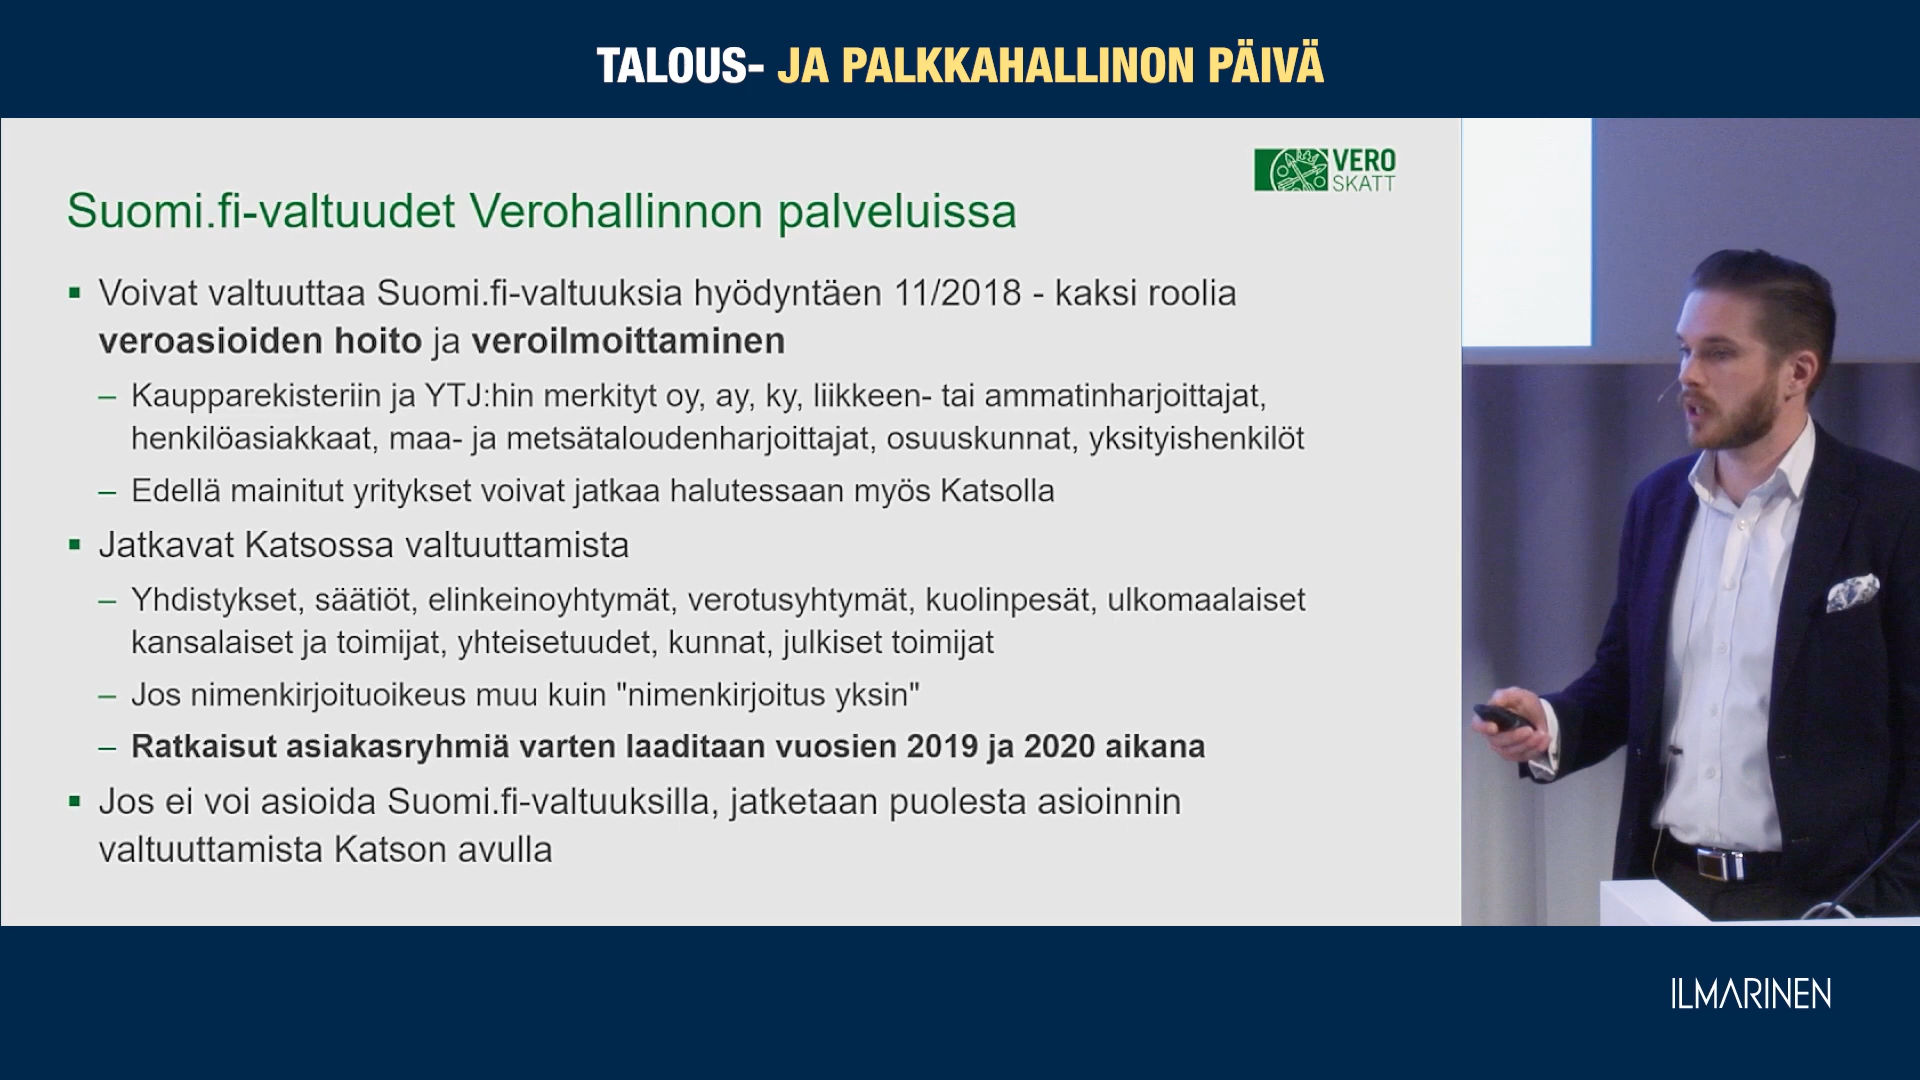 TALOUS- JA PALKKAHALLINON PÄIVÄ
VERO
SKATT
Suomi.fi-valtuudet Verohallinnon palveluissa
▪ Voivat valtuuttaa Suomi.fi-valtuuksia hyödyntäen 11/2018 - kaksi roolia
veroasioiden hoito ja veroilmoittaminen
– Kaupparekisteriin ja YTJ:hin merkityt oy, ay, ky, liikkeen- tai ammatinharjoittajat,
henkilöasiakkaat, maa- ja metsätaloudenharjoittajat, osuuskunnat, yksityishenkilöt
– Edellä mainitut yritykset voivat jatkaa halutessaan myös Katsolla
▪ Jatkavat Katsossa valtuuttamista
– Yhdistykset, säätiöt, elinkeinoyhtymät, verotusyhtymät, kuolinpesät, ulkomaalaiset
kansalaiset ja toimijat, yhteisetuudet, kunnat, julkiset toimijat
– Jos nimenkirjoituoikeus muu kuin "nimenkirjoitus yksin"
– Ratkaisut asiakasryhmiä varten laaditaan vuosien 2019 ja 2020 aikana
▪ Jos ei voi asioida Suomi.fi-valtuuksilla, jatketaan puolesta asioinnin
valtuuttamista Katson avulla
ILMARINEN